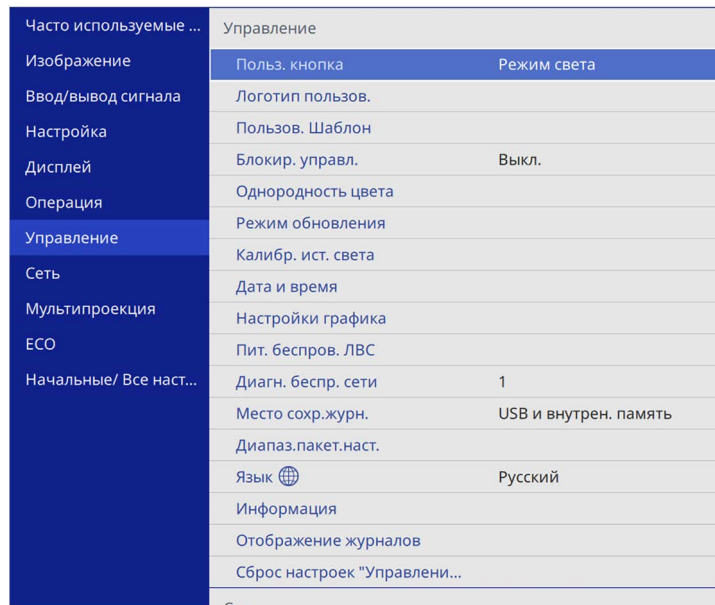 Часто используемые ...
Изображение
Ввод/вывод сигнала
Настройка
Дисплей
Операция
Управление
Сеть
Мультипроекция
ECO
Начальные/ Все наст...
Управление
Польз. кнопка Режим света
Логотип пользов.
Пользов. Шаблон
Блокир. управл. Выкл.
Однородность цвета
Режим обновления
Калибр. ист. света
Дата и время
Настройки графика
Пит. беспров. ЛВС
Диагн. беспр. сети 1
Место сохр.журн. USB и внутрен. память
Диапаз.пакет.наст.
Язык Русский
Информация
Отображение журналов
Сброс настроек "Управлени...